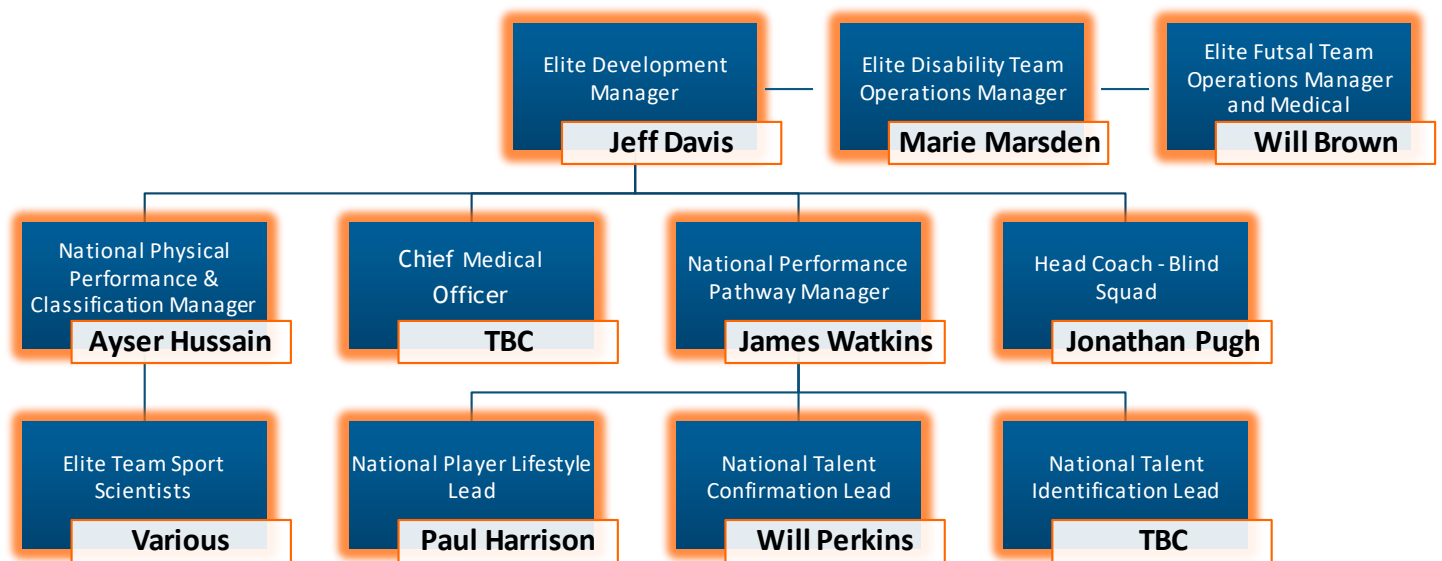 Elite Development
Manager
Jeff Davis
Elite Disability Team
Operations Manager
Marie Marsden
Elite Futsal Team
Operations Manager
and Medical
Will Brown
National Physical
Performance &
Classification Manager
Ayser Hussain
Chief Medical
Officer
TBC
National Performance
Pathway Manager
James Watkins
Head Coach - Blind
Squad
Jonathan Pugh
Elite Team Sport
Scientists
Various
National Player Lifestyle
Lead
Paul Harrison
National Talent
Confirmation Lead
Will Perkins
National Talent
Identification Lead
TBC